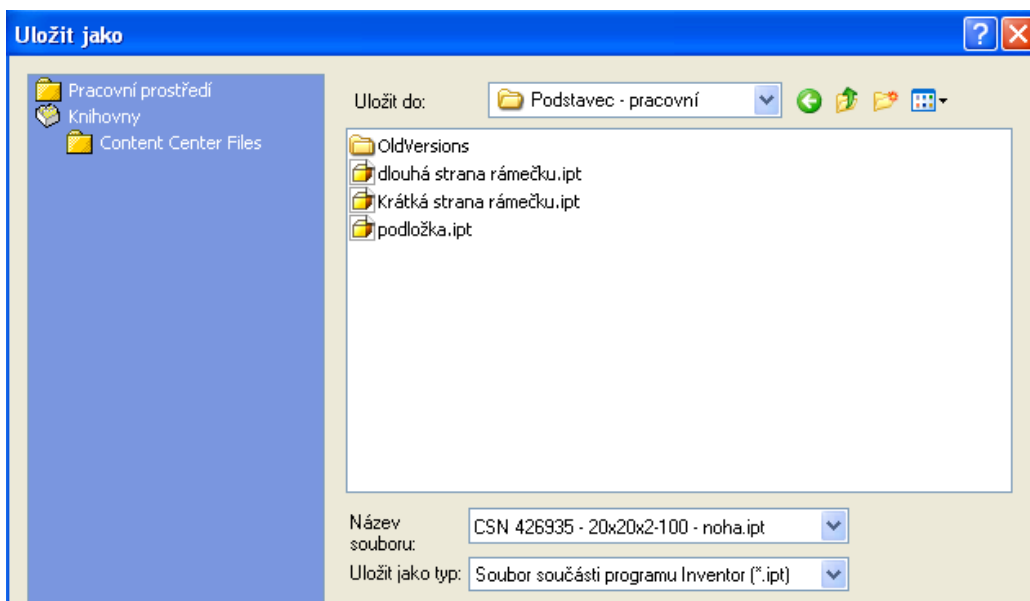 Uložit jako
Pracovní prostředí
Knihovny
Content Center Files
Uložit do:
Podstavec - pracovní
OldVersions
dlouhá strana rámečku.ipt
Krátká strana rámečku.ipt
podložka.ipt
Název
souboru:
CSN 426935 - 20x20x2-100 - noha.ipt
Uložit jako typ:
Soubor součásti programu Inventor (*.ipt)